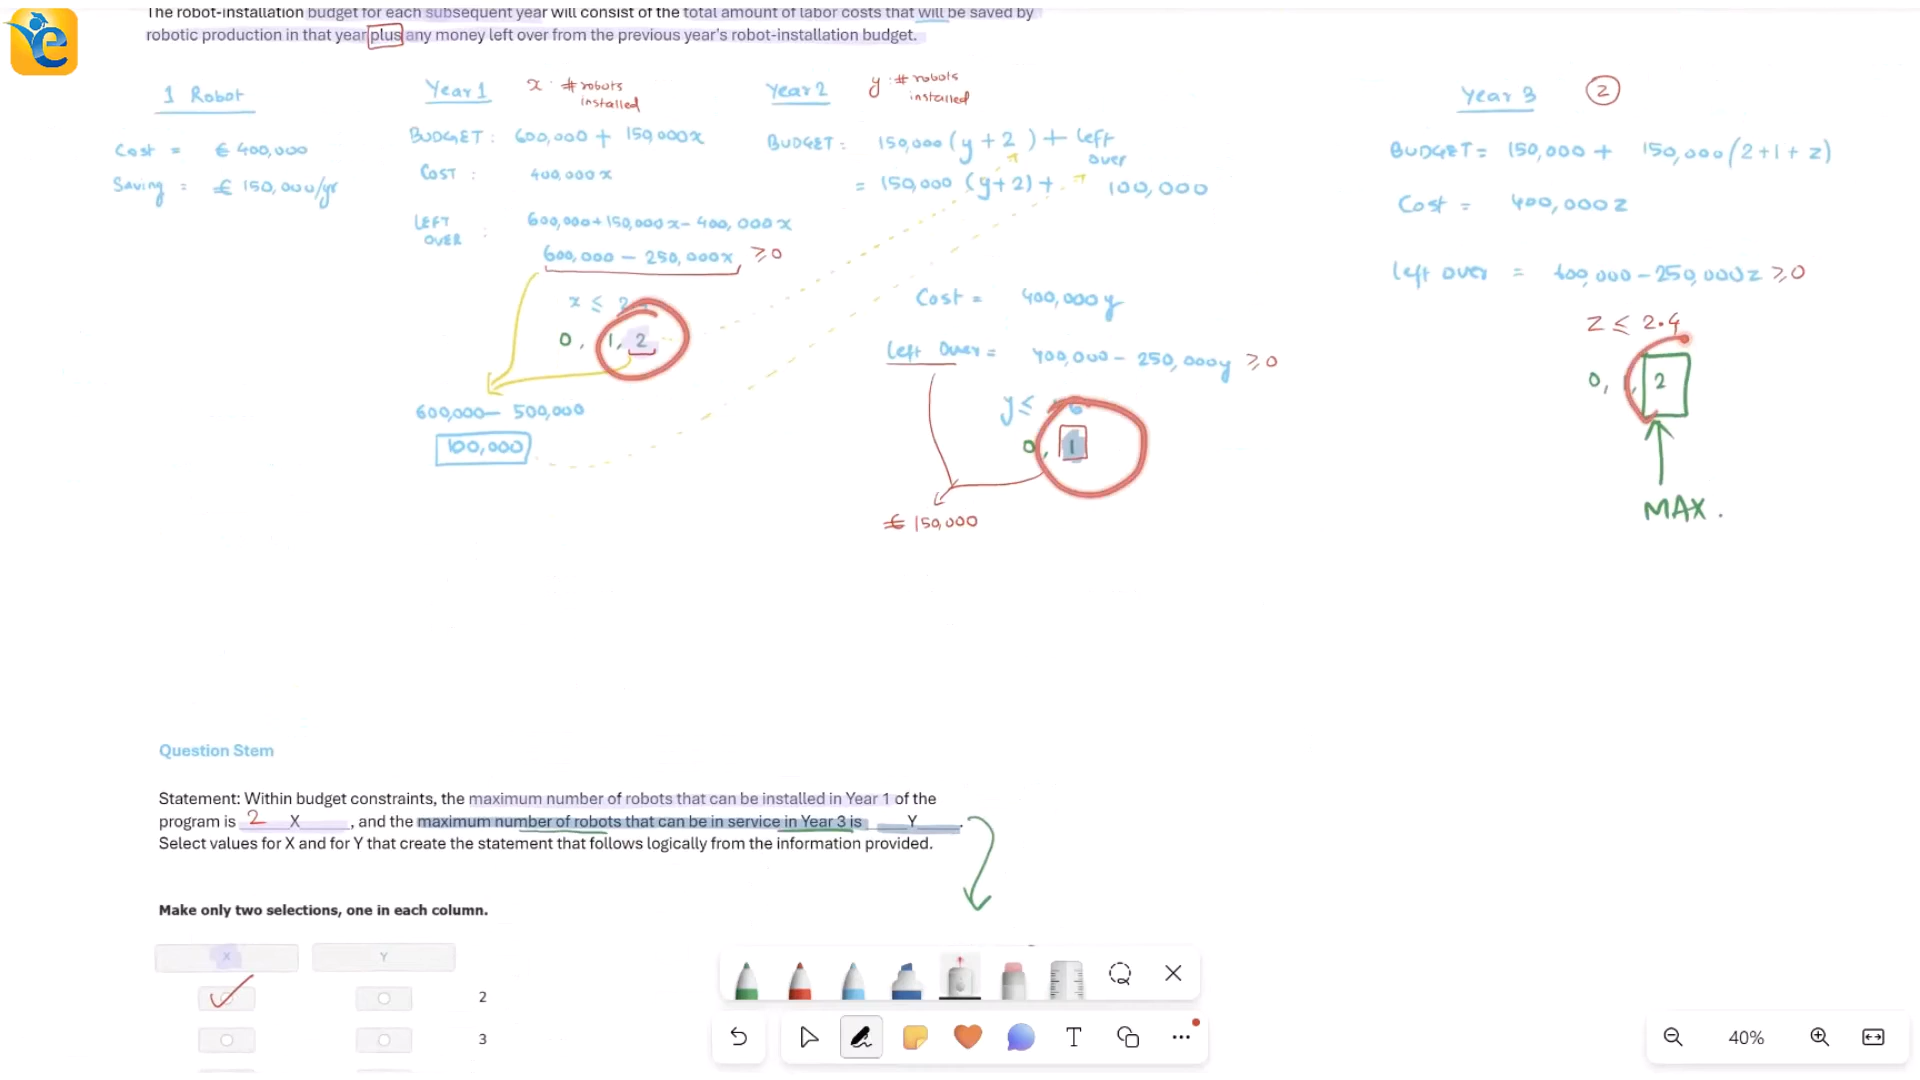 The robot-installation budget for each subsequent year will consist of the total amount of labor costs that will be saved by
robotic production in that year plus any money left over from the previous year's robot-installation budget.
1 Robot
Cost = € 400,000
Saving = € 150,000/yr
Year 1 x : # robots installed
BUDGET: 600,000 + 150,000x
COST : 400,000x
LEFT OVER : 600,000+150,000x-400,000x
600,000 - 250,000x ≥0
x ≤
0, 1, 2
600,000- 500,000
100,000
Year 2 y : # robots installed
BUDGET: 150,000 (y + 2) + left over
= 150,000 (y+2) + 100,000
Cost = 400,000y
Left Over = 400,000 - 250,000y ≥0
y ≤
0, 1
€ 150,000
Year 3 z
BUDGET = 150,000 + 150,000 (2+1+z)
Cost = 400,000z
left over = 600,000-250,000z ≥0
z ≤ 2.4
0, 2
MAX.
Question Stem
Statement: Within budget constraints, the maximum number of robots that can be installed in Year 1 of the
program is 2 X____, and the maximum number of robots that can be in service in Year 3 is ____Y____.
Select values for X and for Y that create the statement that follows logically from the information provided.
Make only two selections, one in each column.
X Y
2
3
T
40%